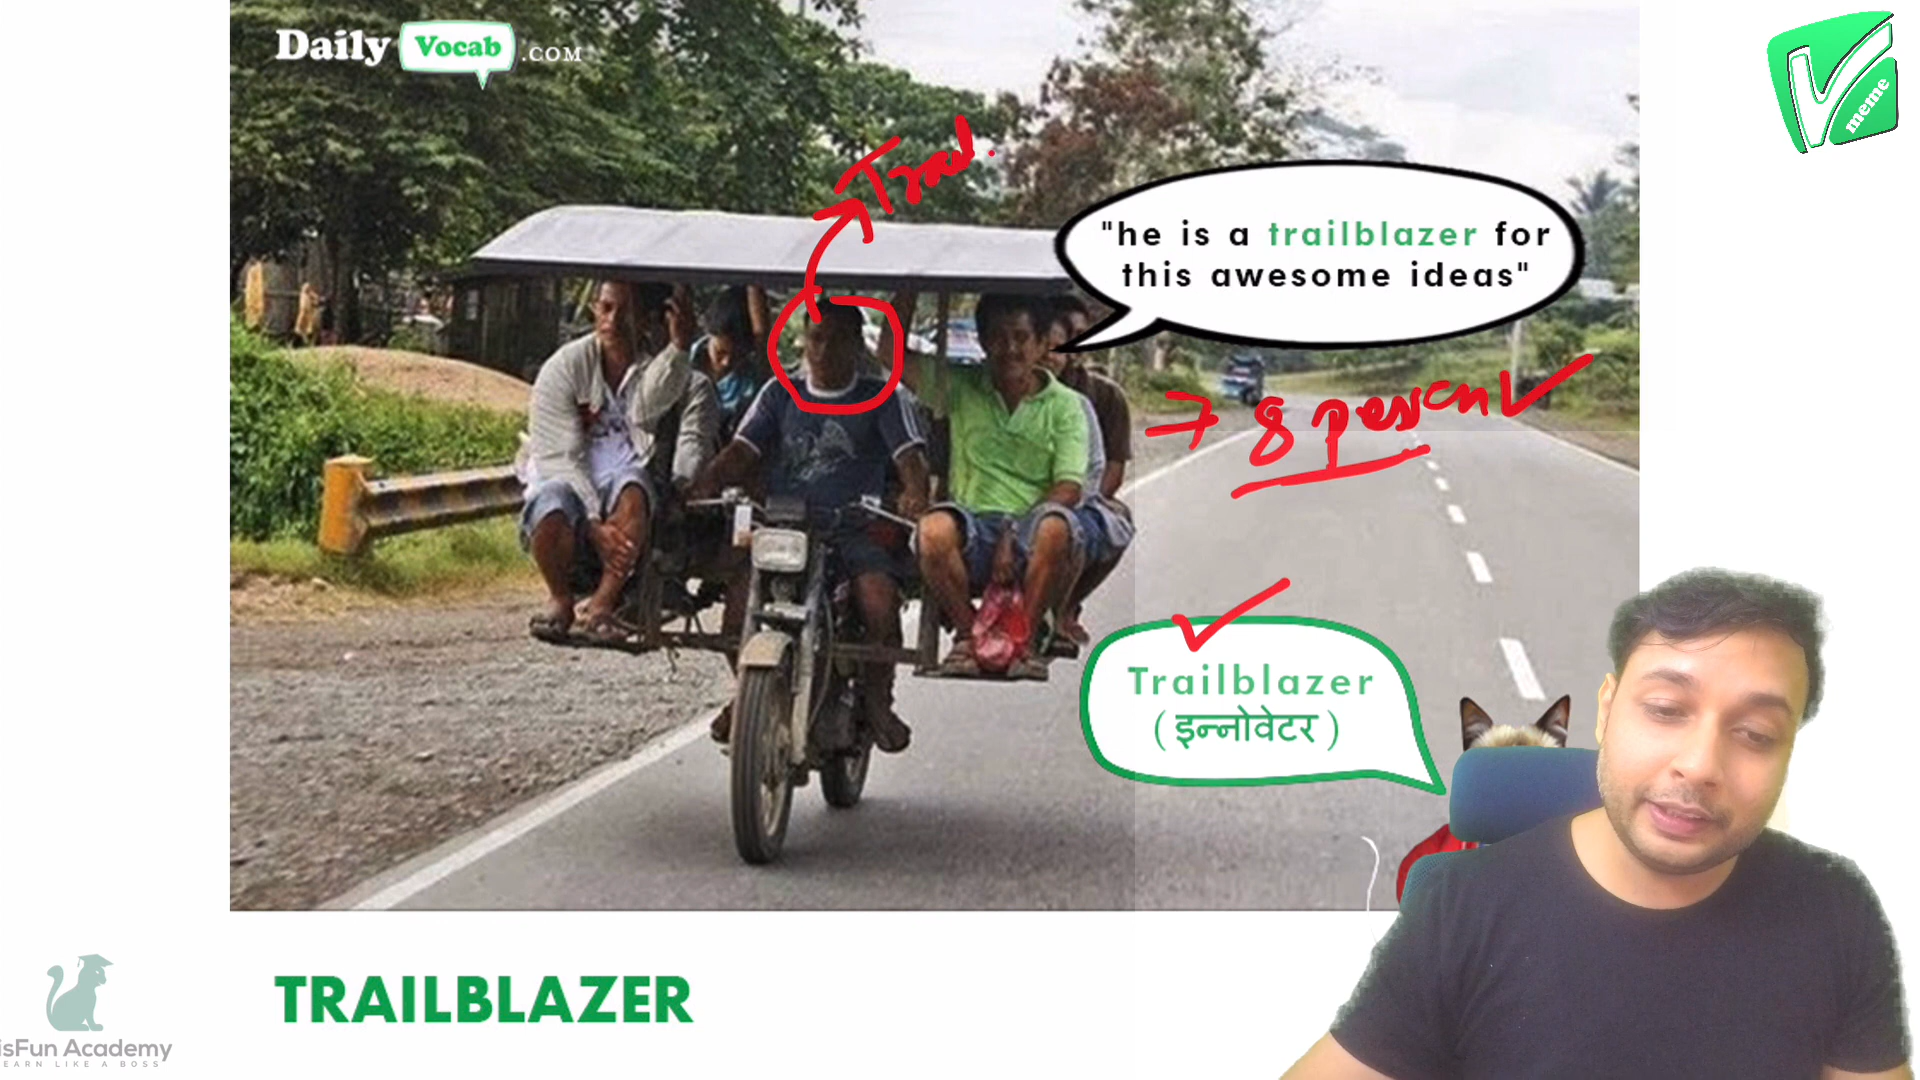 Daily Vocab .COM
meme
Trail.
"he is a trailblazer for
this awesome ideas"
7 8 person
Trailblazer
(इन्नोवेटर)
TRAILBLAZER
isFun Academy
EARN LIKE A BOSS